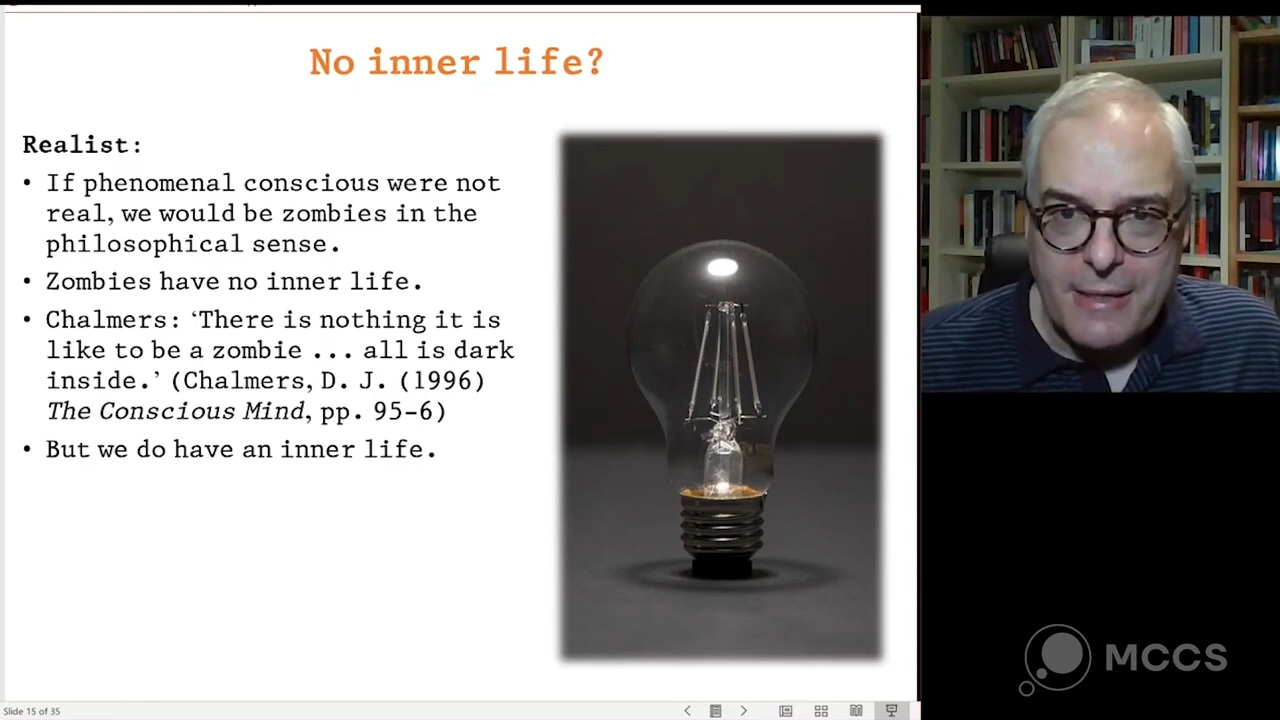 No inner life?
Realist:
• If phenomenal conscious were not
real, we would be zombies in the
philosophical sense.
• Zombies have no inner life.
• Chalmers: ‘There is nothing it is
like to be a zombie ... all is dark
inside.’ (Chalmers, D. J. (1996)
The Conscious Mind, pp. 95–6)
• But we do have an inner life.
MCCS
Slide 15 of 35